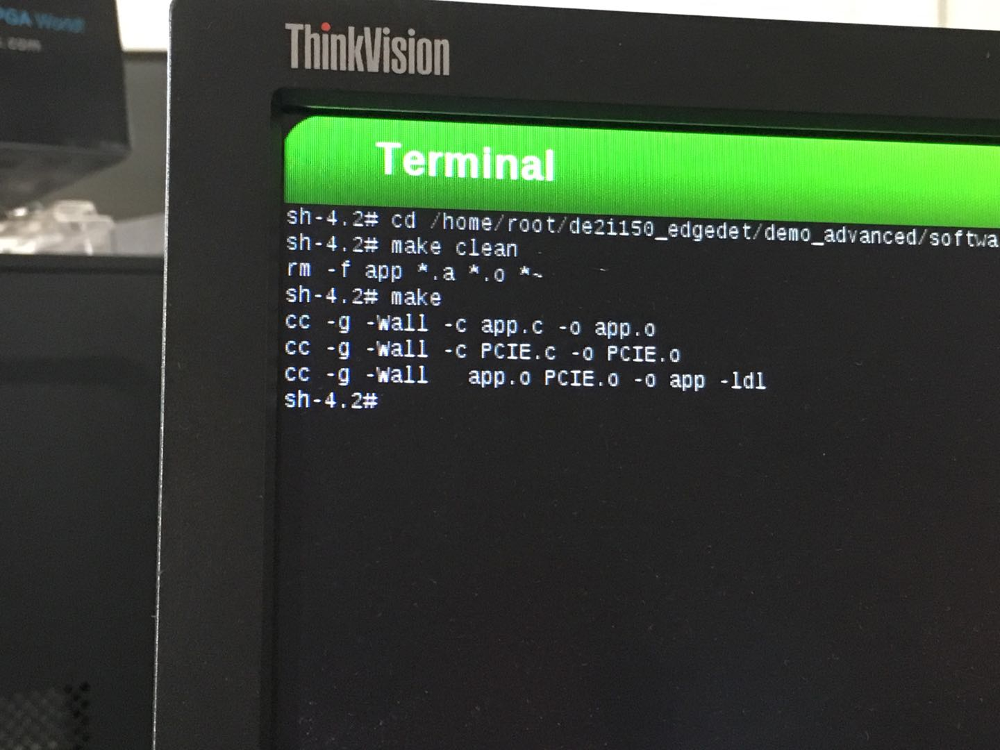 PGA World!
.com
ThinkVision
Terminal
sh-4.2# cd /home/root/de2i150_edgedet/demo_advanced/softwa
sh-4.2# make clean
rm -f app *.a *.o *~
sh-4.2# make
cc -g -Wall -c app.c -o app.o
cc -g -Wall -c PCIE.c -o PCIE.o
cc -g -Wall   app.o PCIE.o -o app -ldl
sh-4.2#